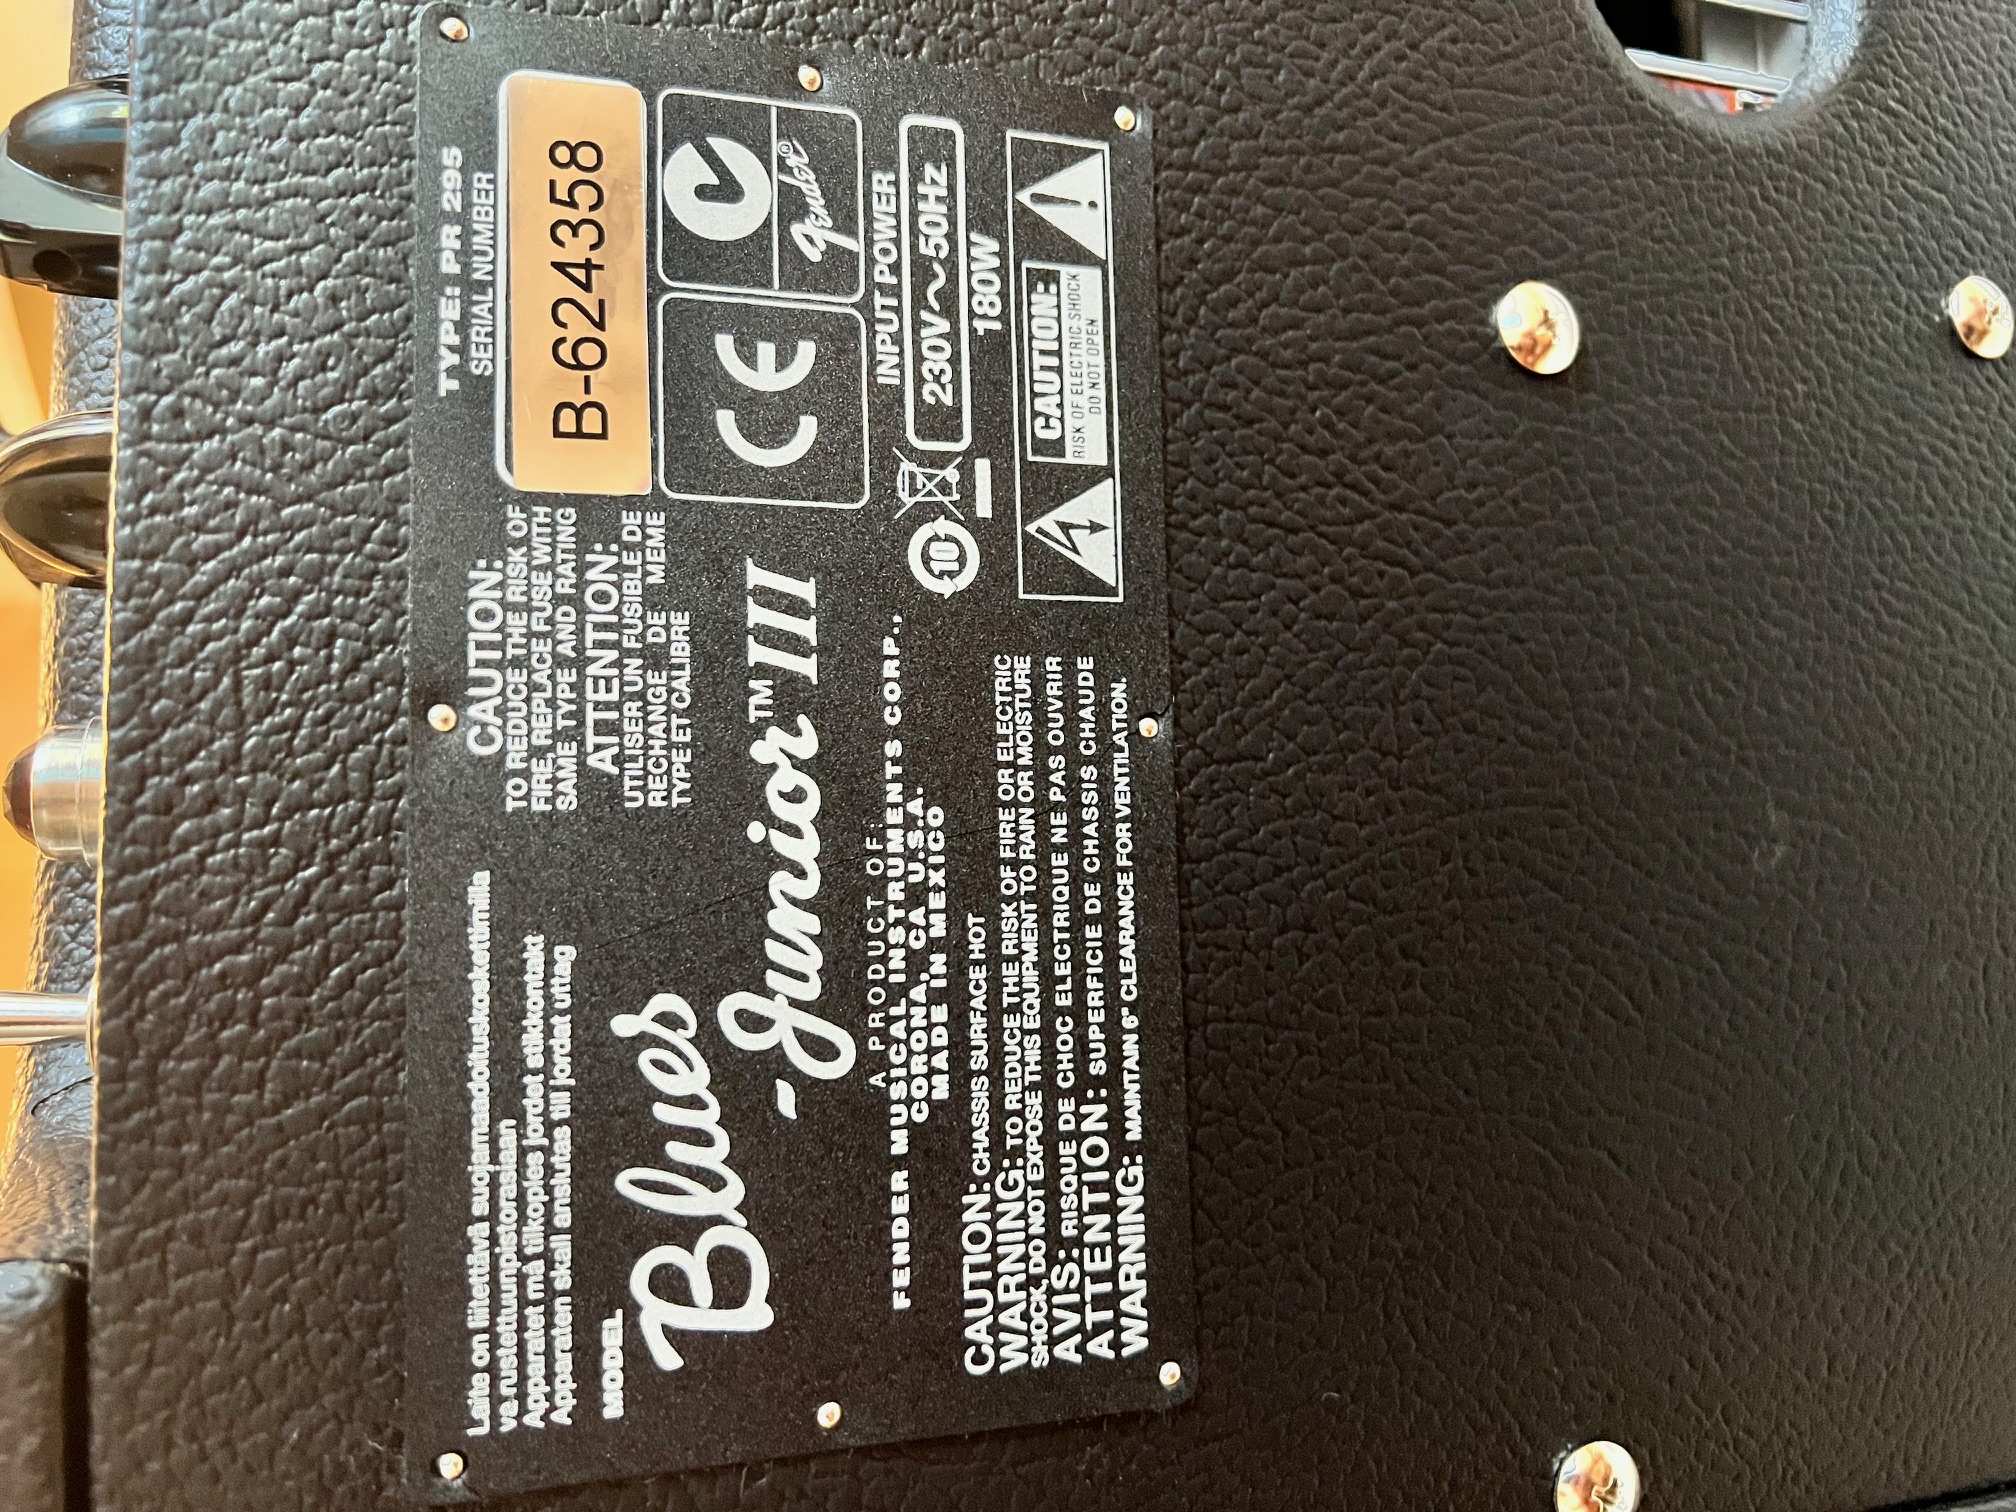 Laite on liitettävä suojamaadoituskoskettimilla
va rustetuunpistorasiaan
Apparatet må tilkoples jordet stikkontakt
Apparaten skall anslutas till jordat uttag
CAUTION:
TO REDUCE THE RISK OF
FIRE, REPLACE FUSE WITH
SAME TYPE AND RATING
ATTENTION:
UTILISER UN FUSIBLE DE
RECHANGE DE MEME
TYPE ET CALIBRE
TYPE: PR 295
SERIAL NUMBER
B-624358
MODEL
Blues
Junior™ III
CE
Fender®
A PRODUCT OF:
FENDER MUSICAL INSTRUMENTS CORP.,
CORONA, CA U.S.A.
MADE IN MEXICO
10
INPUT POWER
230V~50Hz
180W
CAUTION: CHASSIS SURFACE HOT
WARNING: TO REDUCE THE RISK OF FIRE OR ELECTRIC
SHOCK, DO NOT EXPOSE THIS EQUIPMENT TO RAIN OR MOISTURE
AVIS: RISQUE DE CHOC ELECTRIQUE NE PAS OUVRIR
ATTENTION: SUPERFICIE DE CHASSIS CHAUDE
WARNING: MAINTAIN 6" CLEARANCE FOR VENTILATION.
CAUTION:
RISK OF ELECTRIC SHOCK
DO NOT OPEN